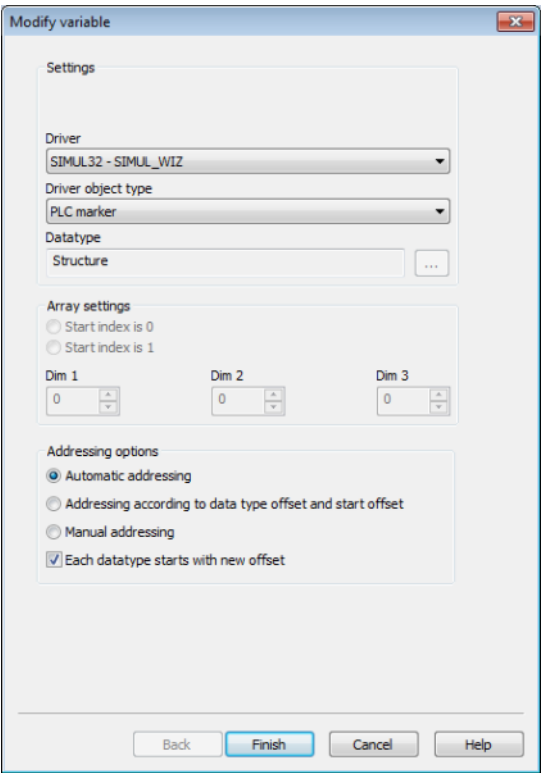 Modify variable
Settings
Driver
SIMUL32 - SIMUL_WIZ
Driver object type
PLC marker
Datatype
Structure
...
Array settings
Start index is 0
Start index is 1
Dim 1 Dim 2 Dim 3
0 0 0
Addressing options
Automatic addressing
Addressing according to data type offset and start offset
Manual addressing
Each datatype starts with new offset
Back Finish Cancel Help